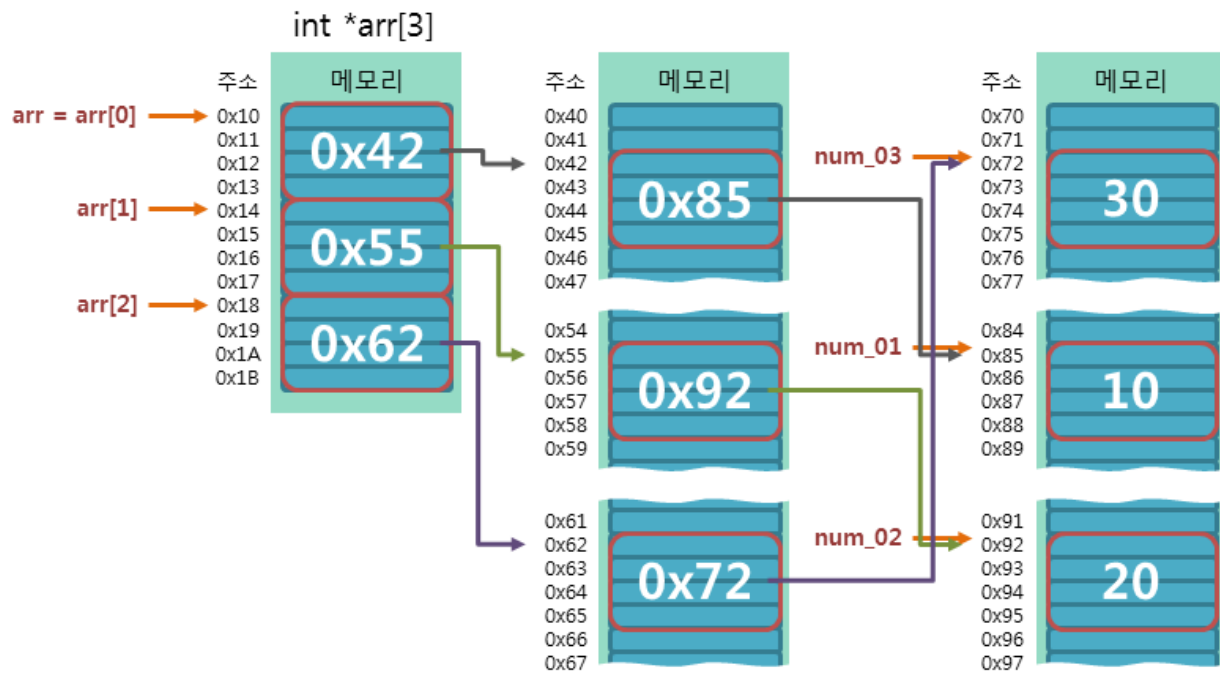 int *arr[3]
주소
메모리
arr = arr[0]
0x10
0x11
0x12
0x13
arr[1]
0x14
0x15
0x16
0x17
arr[2]
0x18
0x19
0x1A
0x1B
0x42
0x55
0x62
주소
메모리
0x40
0x41
0x42
0x43
0x44
0x45
0x46
0x47
0x85
0x54
0x55
0x56
0x57
0x58
0x59
0x92
0x61
0x62
0x63
0x64
0x65
0x66
0x67
0x72
주소
메모리
0x70
0x71
num_03
0x72
0x73
0x74
0x75
0x76
0x77
30
0x84
num_01
0x85
0x86
0x87
0x88
0x89
10
0x91
num_02
0x92
0x93
0x94
0x95
0x96
0x97
20